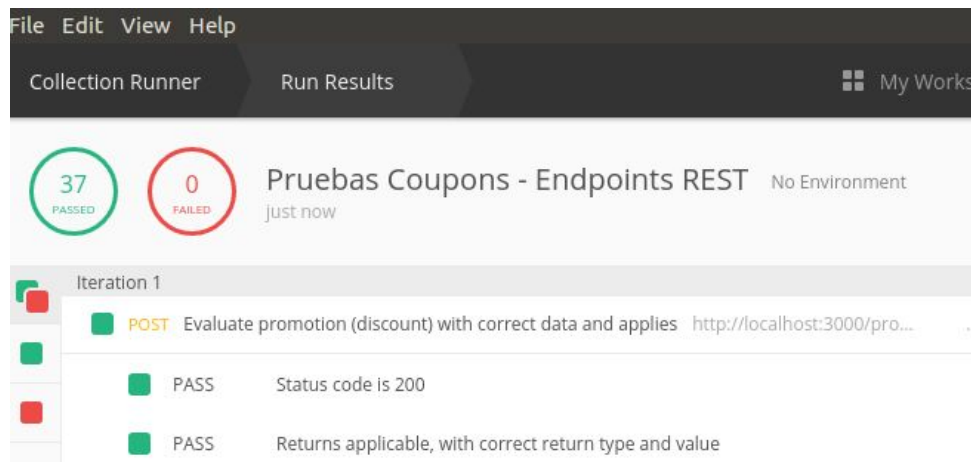 File Edit View Help
Collection Runner Run Results My Works
37 PASSED 0 FAILED Pruebas Coupons - Endpoints REST No Environment
just now
Iteration 1
POST Evaluate promotion (discount) with correct data and applies http://localhost:3000/pro...
PASS Status code is 200
PASS Returns applicable, with correct return type and value